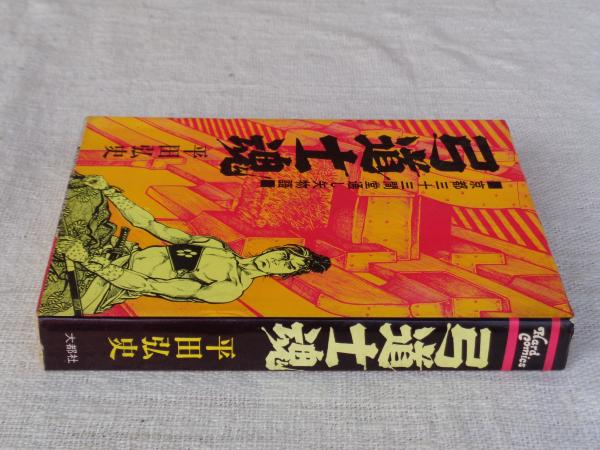 ■京都三十三間堂通し矢物語■
弓道士魂
平田弘史
Hard
Comics
弓道士魂
平田弘史
大都社